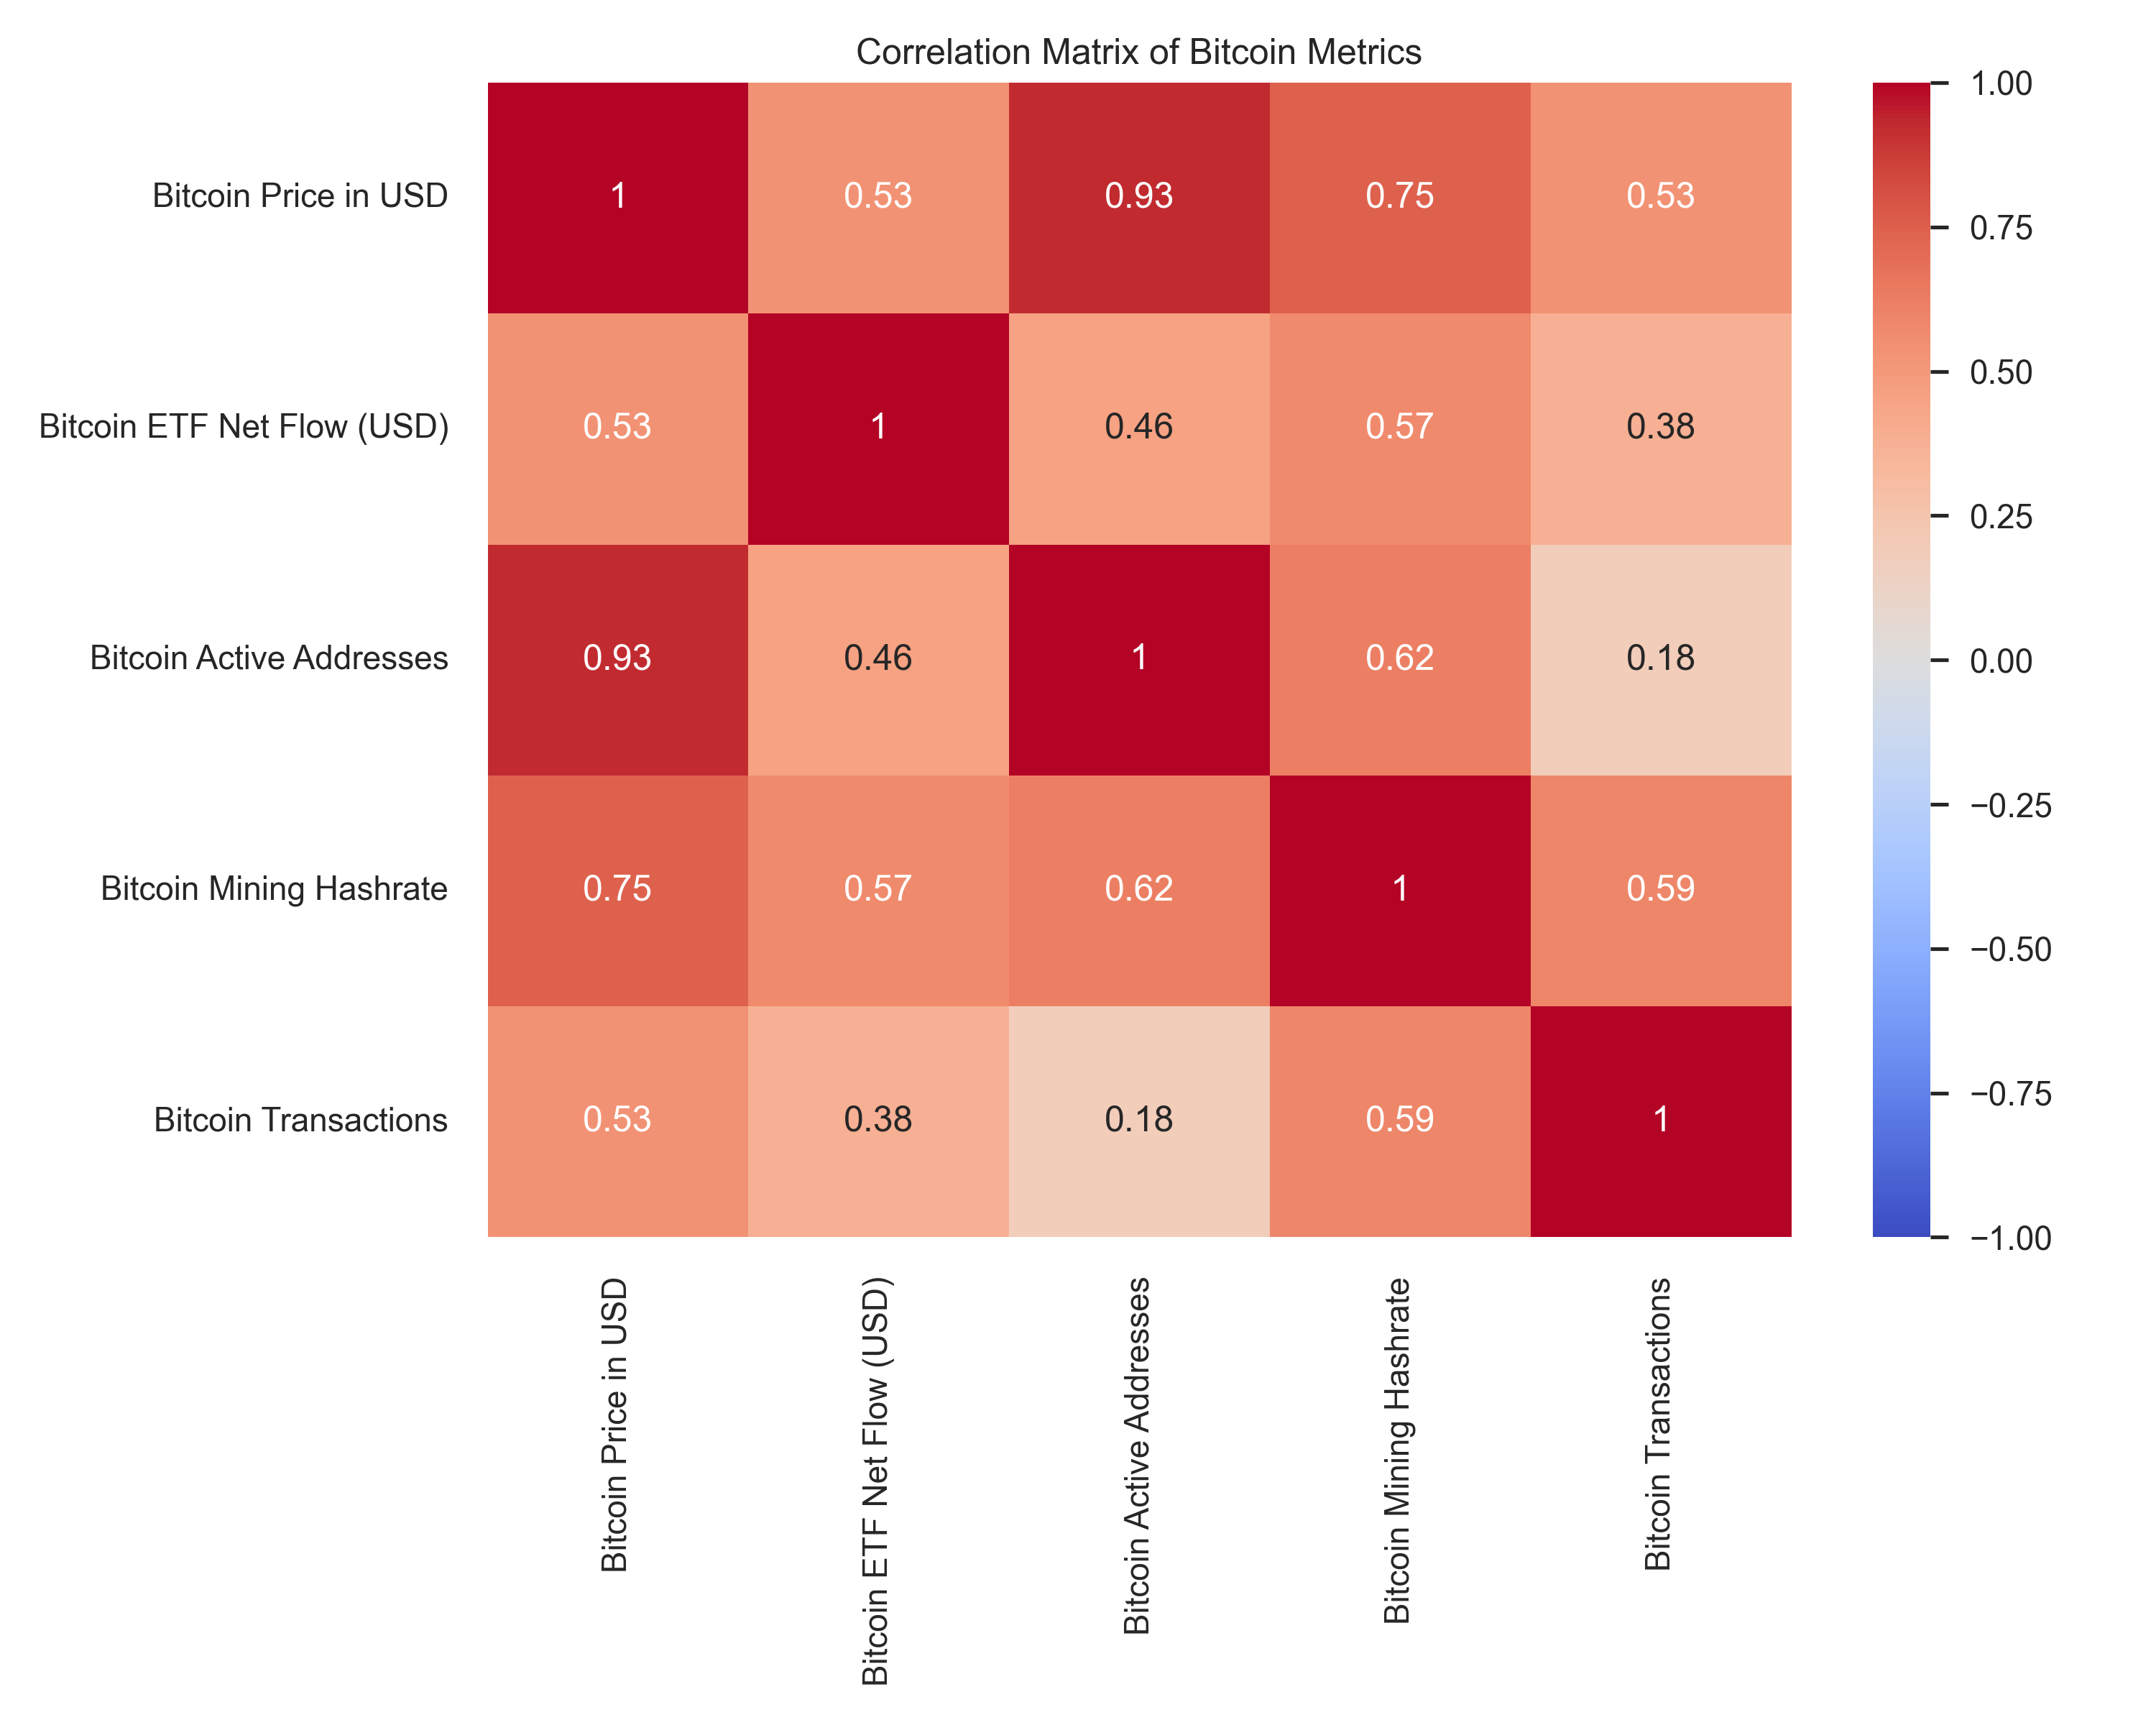 Correlation Matrix of Bitcoin Metrics
Bitcoin Price in USD
1 0.53 0.93 0.75 0.53
Bitcoin ETF Net Flow (USD)
0.53 1 0.46 0.57 0.38
Bitcoin Active Addresses
0.93 0.46 1 0.62 0.18
Bitcoin Mining Hashrate
0.75 0.57 0.62 1 0.59
Bitcoin Transactions
0.53 0.38 0.18 0.59 1
Bitcoin Price in USD
Bitcoin ETF Net Flow (USD)
Bitcoin Active Addresses
Bitcoin Mining Hashrate
Bitcoin Transactions
1.00
0.75
0.50
0.25
0.00
−0.25
−0.50
−0.75
−1.00